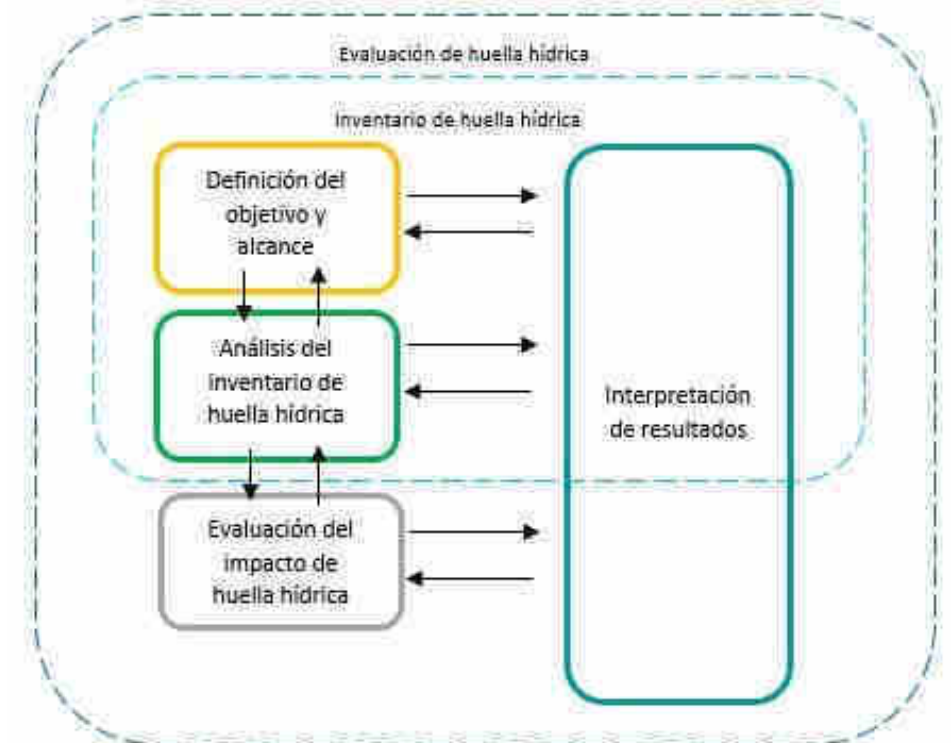 Evaluación de huella hídrica
Inventario de huella hídrica
Definición del
objetivo y
alcance
Análisis del
inventario de
huella hídrica
Evaluación del
impacto de
huella hídrica
Interpretación
de resultados